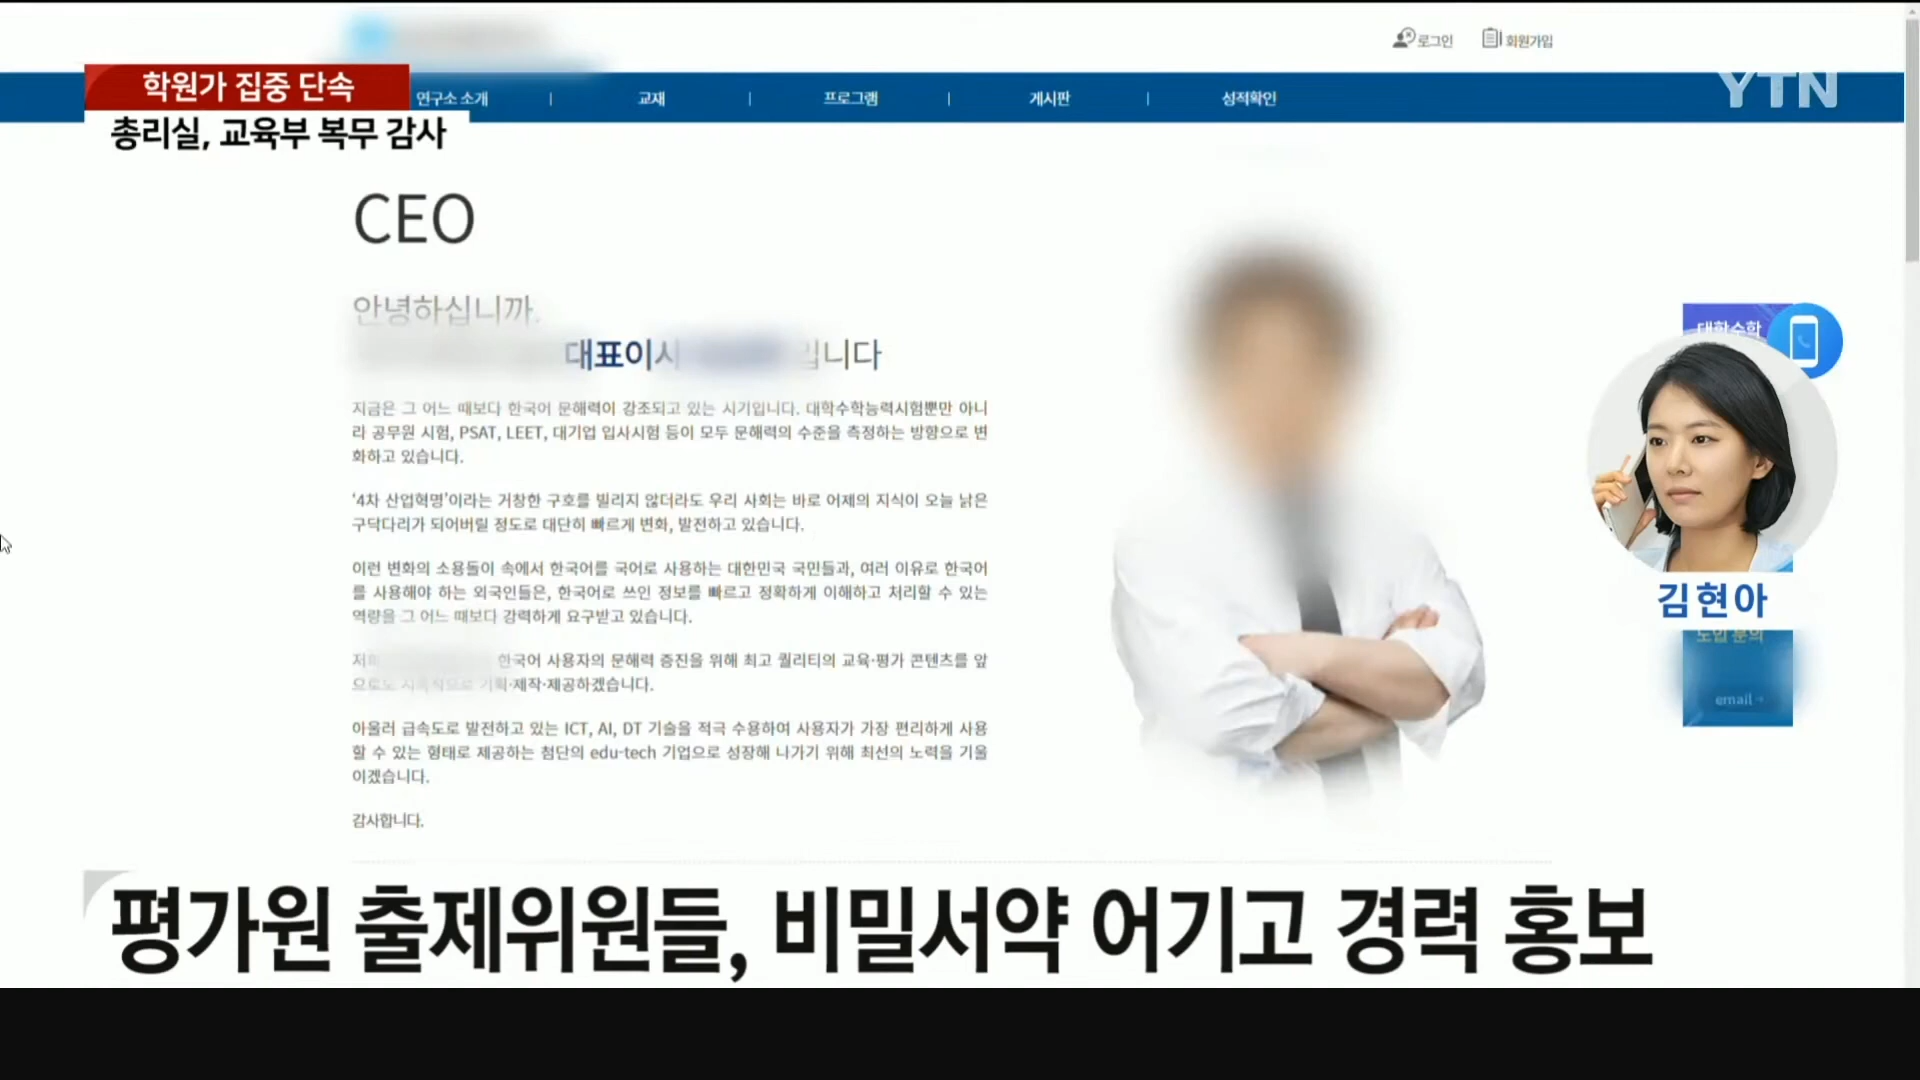 로그인
회원가입
학원가 집중 단속
연구소 소개
교재
프로그램
게시판
성적확인
YTN
총리실, 교육부 복무 감사
CEO
안녕하십니까.
대표이사
입니다
지금은 그 어느 때보다 한국어 문해력이 강조되고 있는 시기입니다. 대학수학능력시험뿐만 아니
라 공무원 시험, PSAT, LEET, 대기업 입사시험 등이 모두 문해력의 수준을 측정하는 방향으로 변
화하고 있습니다.
‘4차 산업혁명’이라는 거창한 구호를 빌리지 않더라도 우리 사회는 바로 어제의 지식이 오늘 낡은
구닥다리가 되어버릴 정도로 대단히 빠르게 변화, 발전하고 있습니다.
이런 변화의 소용돌이 속에서 한국어를 국어로 사용하는 대한민국 국민들과, 여러 이유로 한국어
를 사용해야 하는 외국인들은, 한국어로 쓰인 정보를 빠르고 정확하게 이해하고 처리할 수 있는
역량을 그 어느 때보다 강력하게 요구받고 있습니다.
한국어 사용자의 문해력 증진을 위해 최고 퀄리티의 교육·평가 콘텐츠를 앞
으로도 지속적으로 기획·제작·제공하겠습니다.
아울러 급속도로 발전하고 있는 ICT, AI, DT 기술을 적극 수용하여 사용자가 가장 편리하게 사용
할 수 있는 형태로 제공하는 첨단의 edu-tech 기업으로 성장해 나가기 위해 최선의 노력을 기울
이겠습니다.
감사합니다.
대학수학
김현아
도입 문의
email
평가원 출제위원들, 비밀서약 어기고 경력 홍보